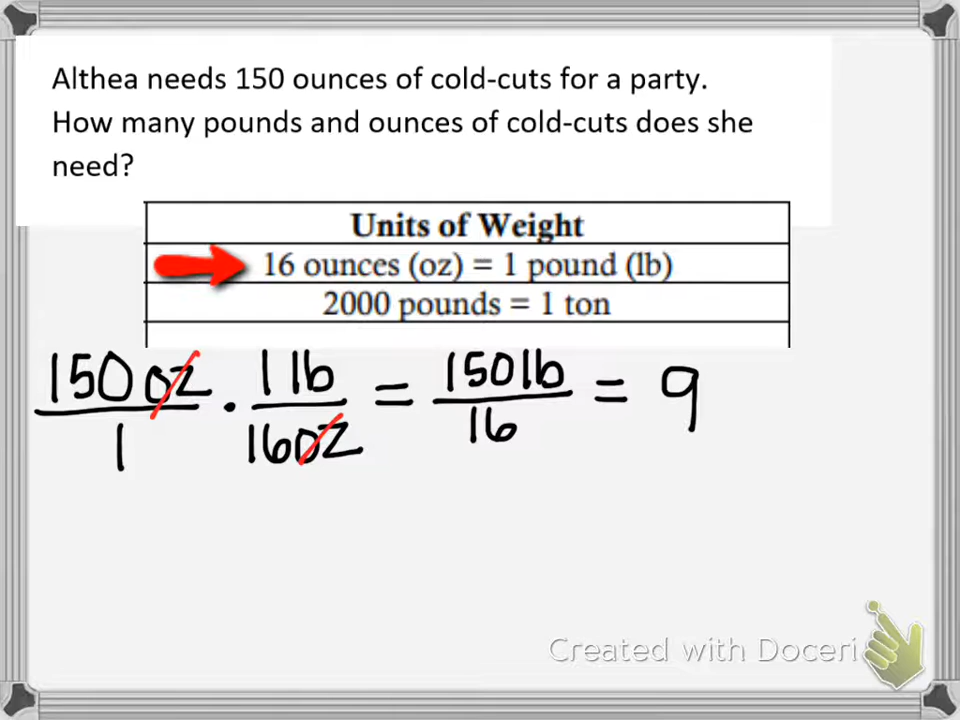 Althea needs 150 ounces of cold-cuts for a party.
How many pounds and ounces of cold-cuts does she
need?
Units of Weight
16 ounces (oz) = 1 pound (lb)
2000 pounds = 1 ton
150 oz/1 · 1 lb/16 oz = 150 lb/16 = 9
Created with Doceri